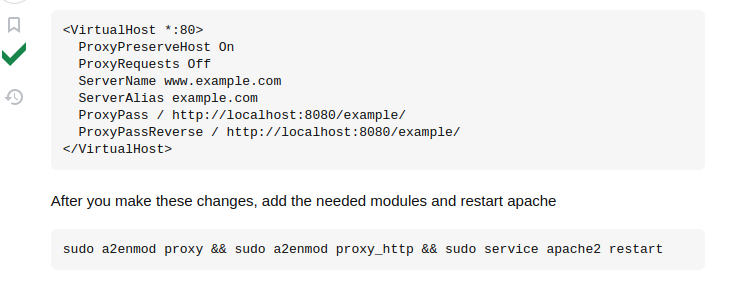 <VirtualHost *:80>
  ProxyPreserveHost On
  ProxyRequests Off
  ServerName www.example.com
  ServerAlias example.com
  ProxyPass / http://localhost:8080/example/
  ProxyPassReverse / http://localhost:8080/example/
</VirtualHost>
After you make these changes, add the needed modules and restart apache
sudo a2enmod proxy && sudo a2enmod proxy_http && sudo service apache2 restart